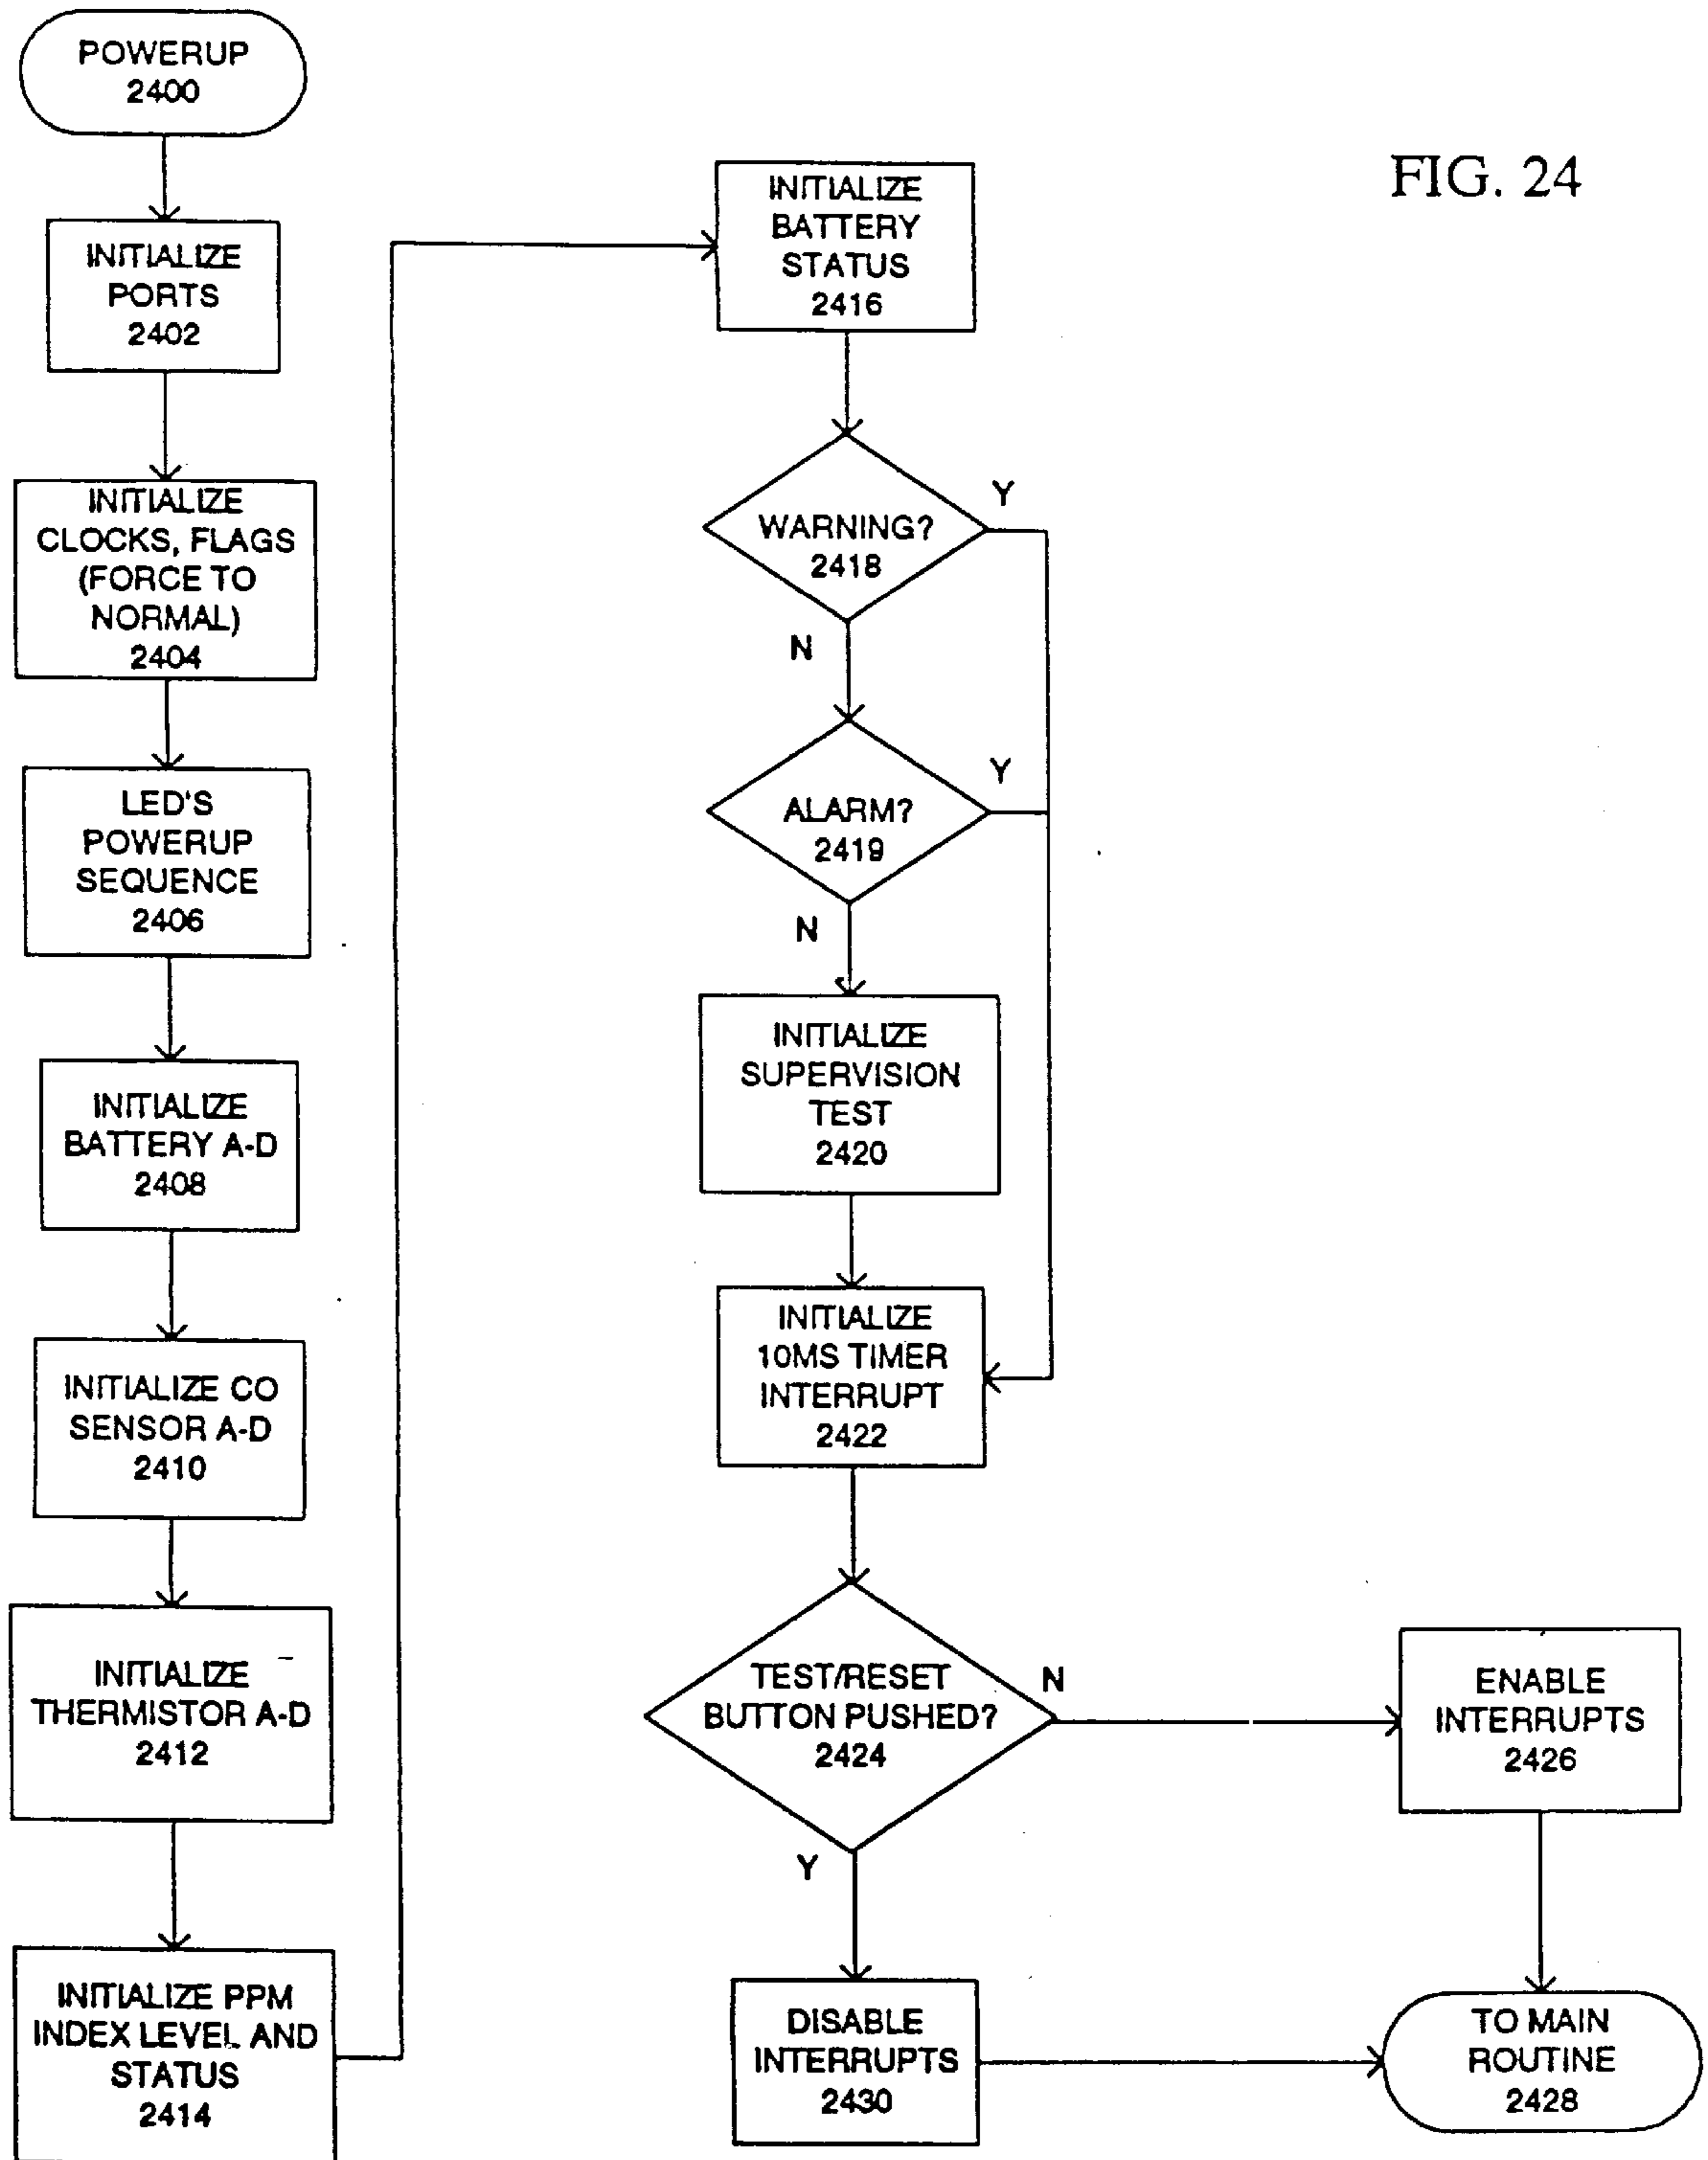 POWERUP
2400
INITIALIZE
PORTS
2402
INITIALIZE
CLOCKS, FLAGS
(FORCE TO
NORMAL)
2404
LED'S
POWERUP
SEQUENCE
2406
INITIALIZE
BATTERY A-D
2408
INITIALIZE CO
SENSOR A-D
2410
INITIALIZE
THERMISTOR A-D
2412
INITIALIZE PPM
INDEX LEVEL AND
STATUS
2414
FIG. 24
INITIALIZE
BATTERY
STATUS
2416
WARNING?
2418
Y
N
ALARM?
2419
Y
N
INITIALIZE
SUPERVISION
TEST
2420
INITIALIZE
10MS TIMER
INTERRUPT
2422
TEST/RESET
BUTTON PUSHED?
2424
N
Y
ENABLE
INTERRUPTS
2426
DISABLE
INTERRUPTS
2430
TO MAIN
ROUTINE
2428